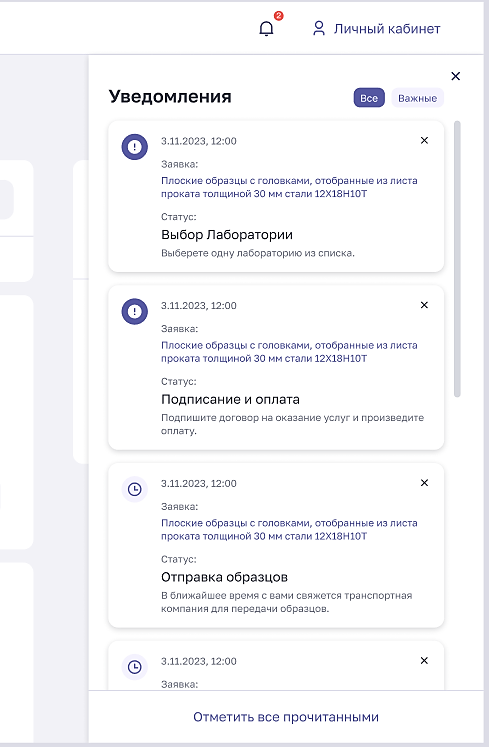 2
Личный кабинет
Уведомления
Все
Важные
3.11.2023, 12:00
Заявка:
Плоские образцы с головками, отобранные из листа
проката толщиной 30 мм стали 12Х18Н10Т
Статус:
Выбор Лаборатории
Выберете одну лабораторию из списка.
3.11.2023, 12:00
Заявка:
Плоские образцы с головками, отобранные из листа
проката толщиной 30 мм стали 12Х18Н10Т
Статус:
Подписание и оплата
Подпишите договор на оказание услуг и произведите
оплату.
3.11.2023, 12:00
Заявка:
Плоские образцы с головками, отобранные из листа
проката толщиной 30 мм стали 12Х18Н10Т
Статус:
Отправка образцов
В ближайшее время с вами свяжется транспортная
компания для передачи образцов.
3.11.2023, 12:00
Заявка:
Отметить все прочитанными